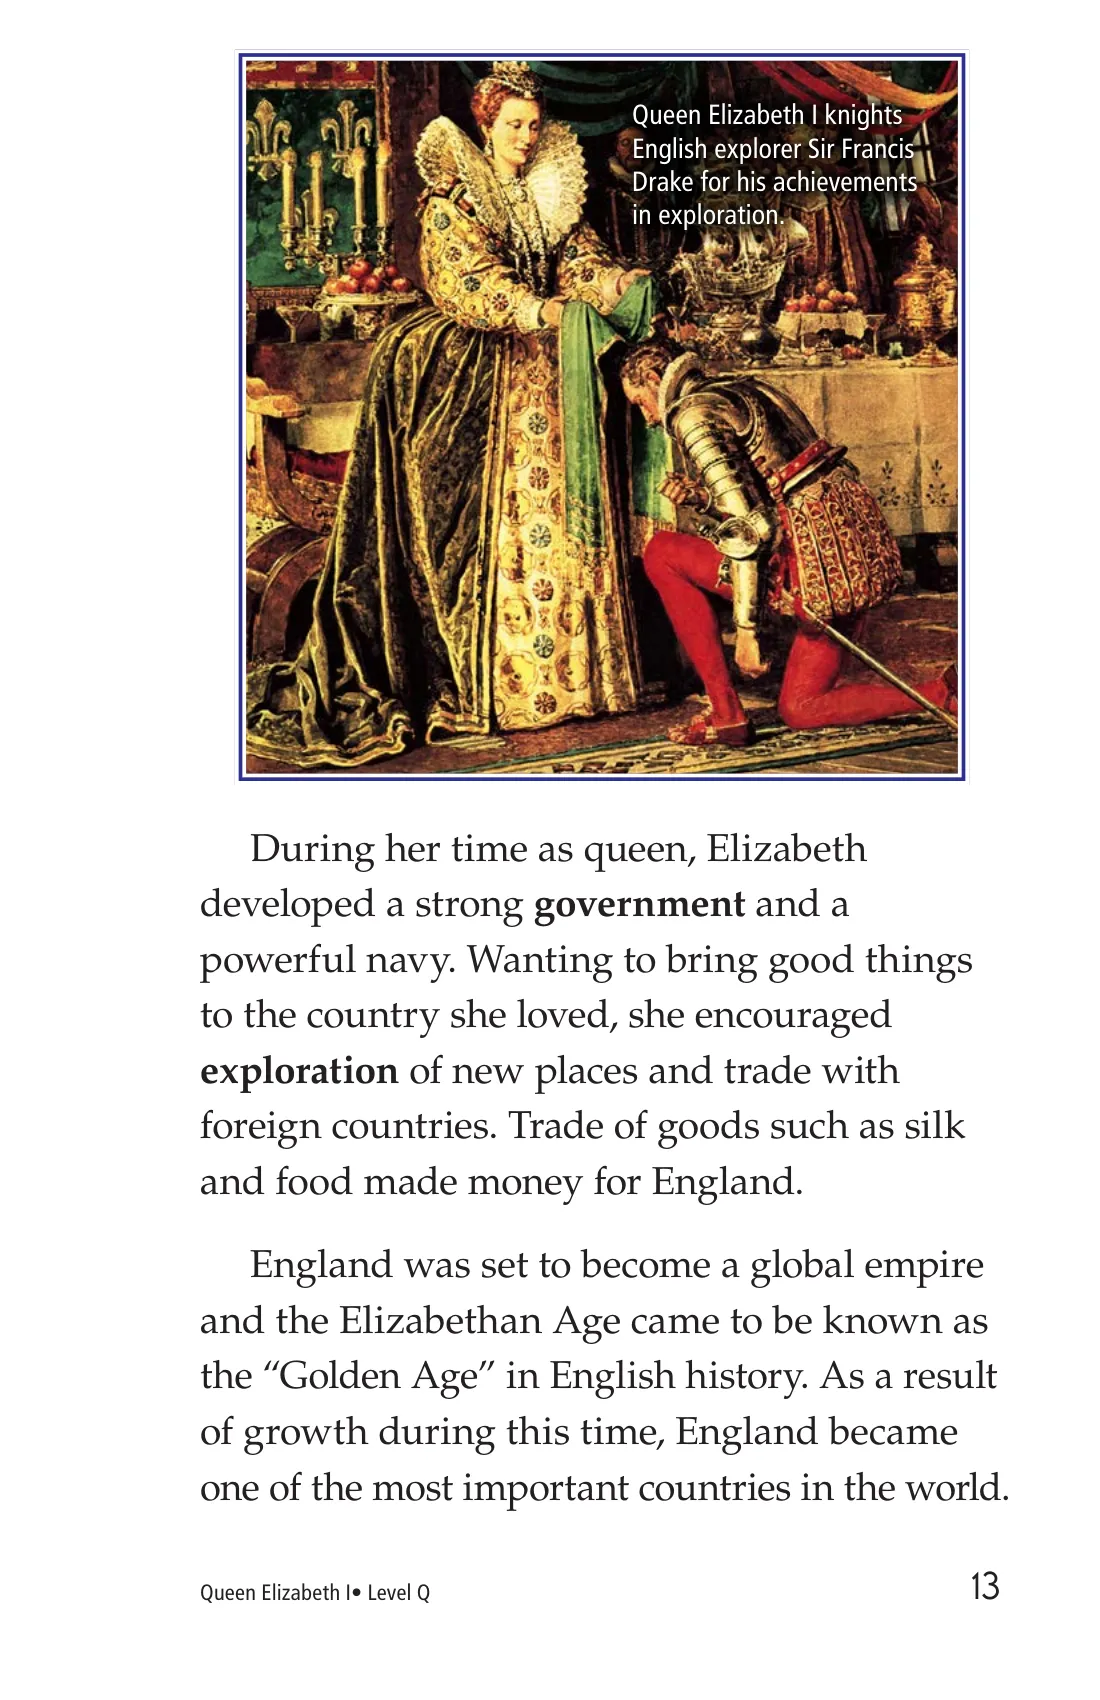 Queen Elizabeth I knights
English explorer Sir Francis
Drake for his achievements
in exploration.
During her time as queen, Elizabeth
developed a strong government and a
powerful navy. Wanting to bring good things
to the country she loved, she encouraged
exploration of new places and trade with
foreign countries. Trade of goods such as silk
and food made money for England.
England was set to become a global empire
and the Elizabethan Age came to be known as
the “Golden Age” in English history. As a result
of growth during this time, England became
one of the most important countries in the world.
Queen Elizabeth I• Level Q
13